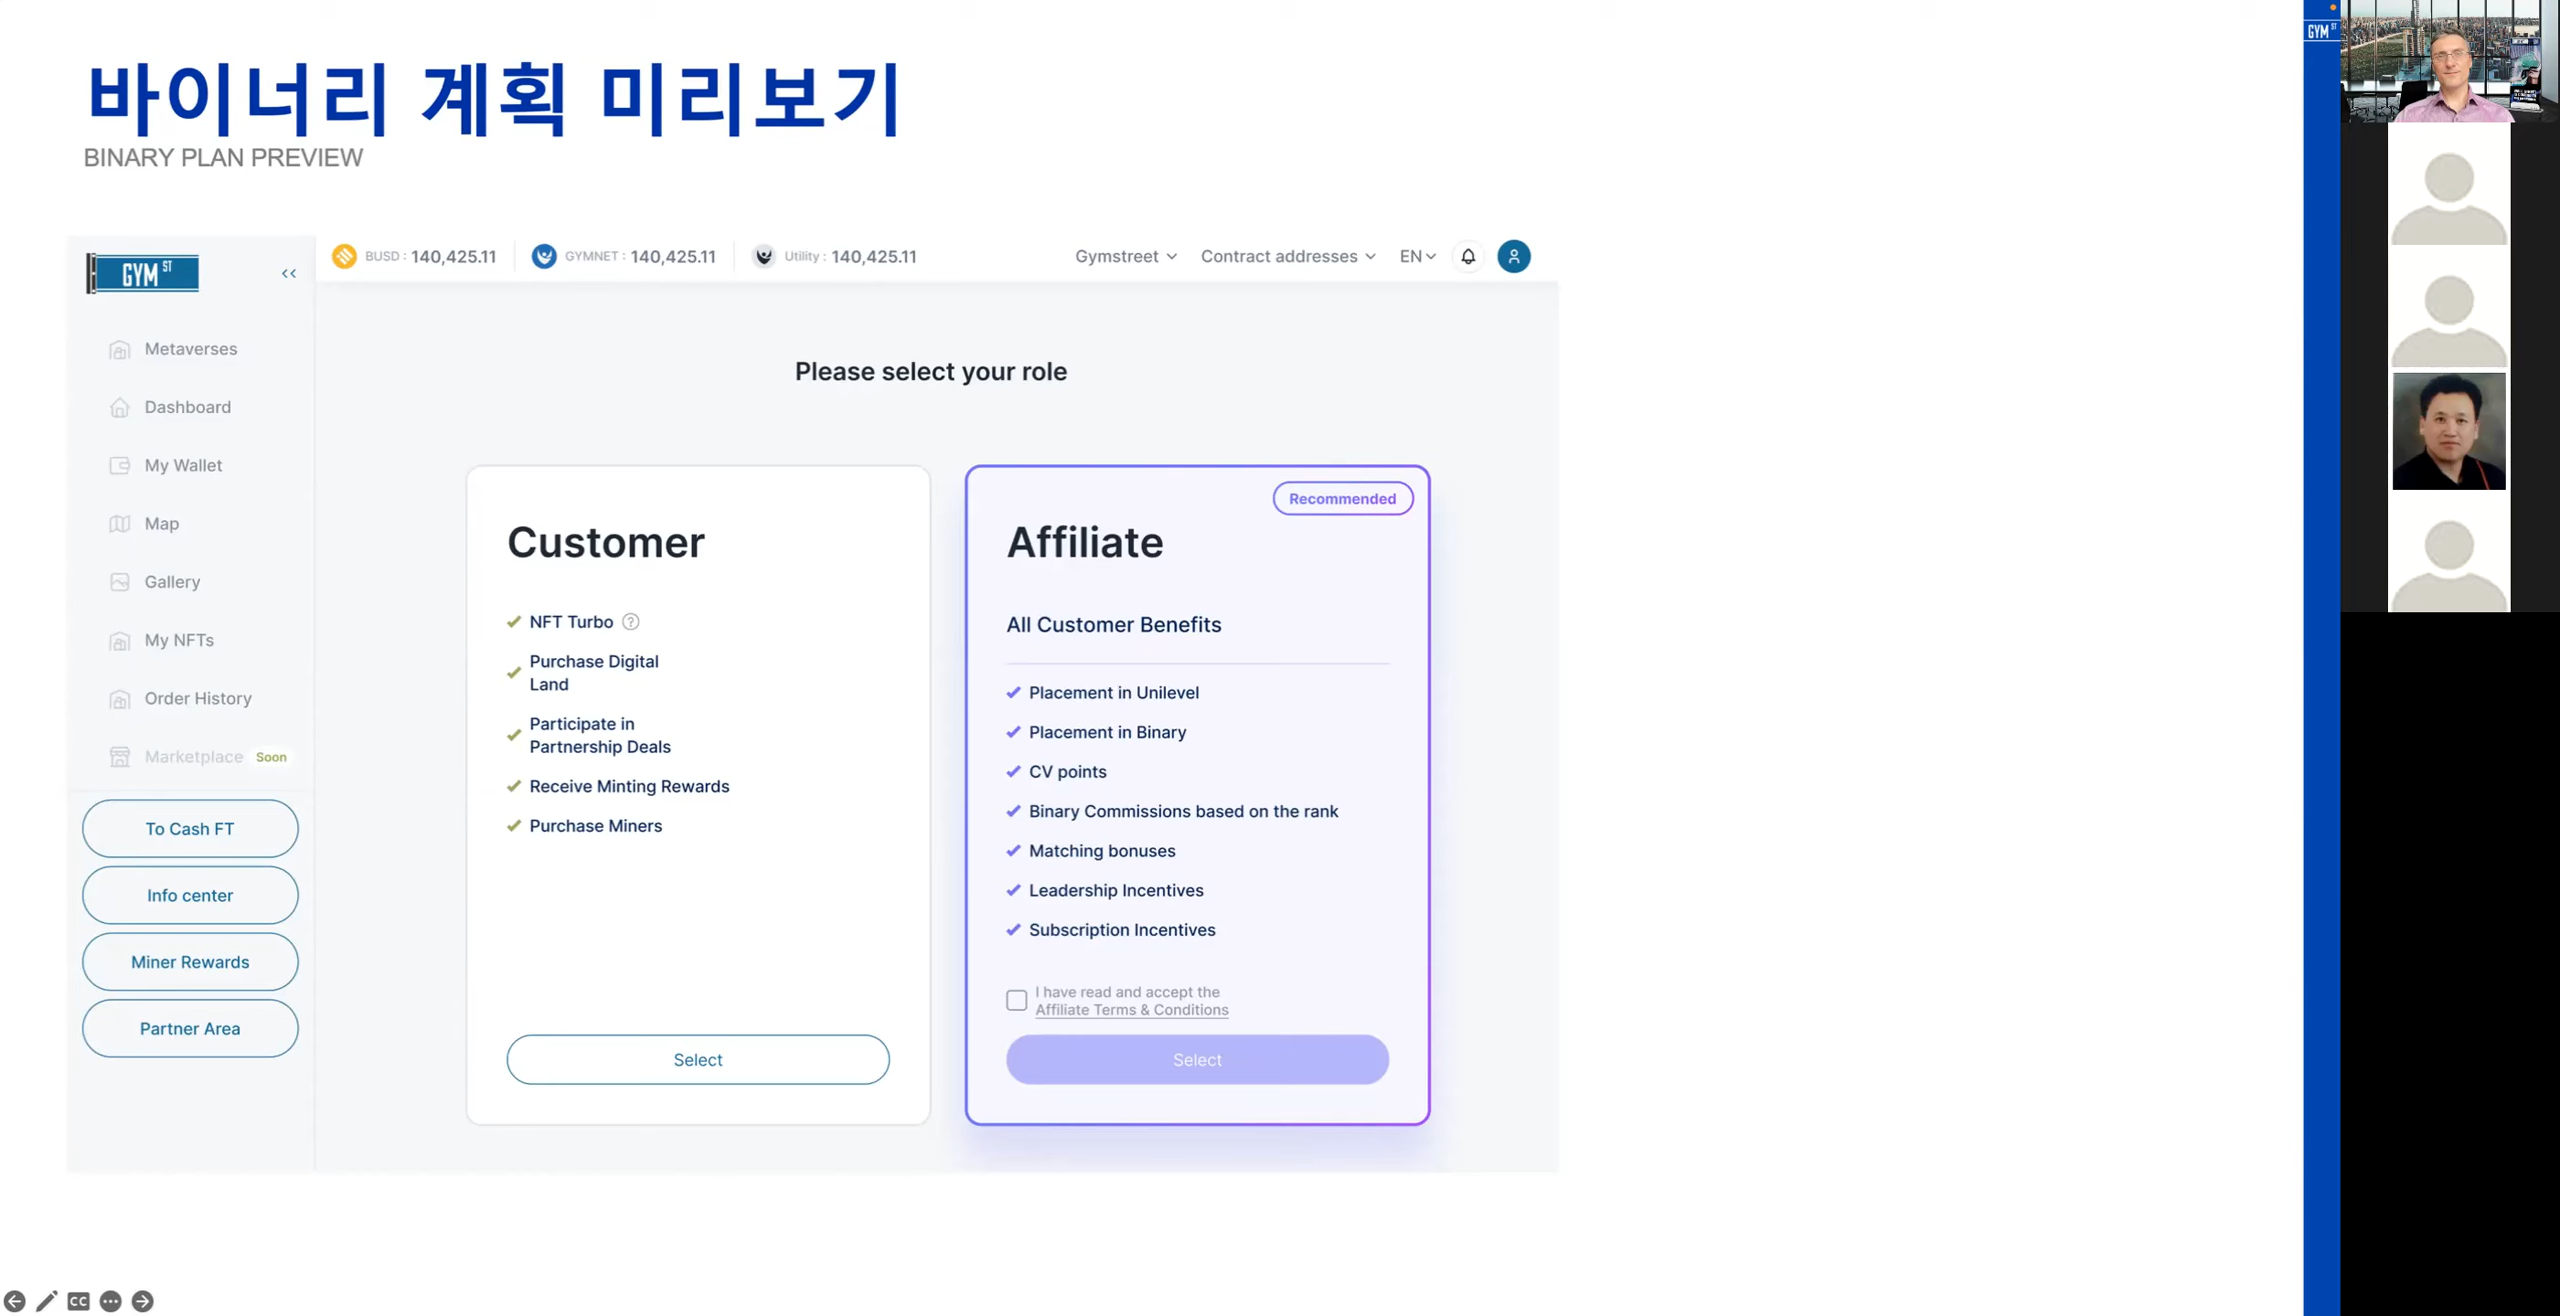 바이너리 계획 미리보기
BINARY PLAN PREVIEW
GYM ST
<<
BUSD : 140,425.11
GYMNET : 140,425.11
Utility : 140,425.11
Gymstreet
Contract addresses
EN
Metaverses
Dashboard
My Wallet
Map
Gallery
My NFTs
Order History
Marketplace Soon
To Cash FT
Info center
Miner Rewards
Partner Area
Please select your role
Customer
NFT Turbo ?
Purchase Digital
Land
Participate in
Partnership Deals
Receive Minting Rewards
Purchase Miners
Select
Recommended
Affiliate
All Customer Benefits
Placement in Unilevel
Placement in Binary
CV points
Binary Commissions based on the rank
Matching bonuses
Leadership Incentives
Subscription Incentives
I have read and accept the
Affiliate Terms & Conditions
Select
GYM ST
CC